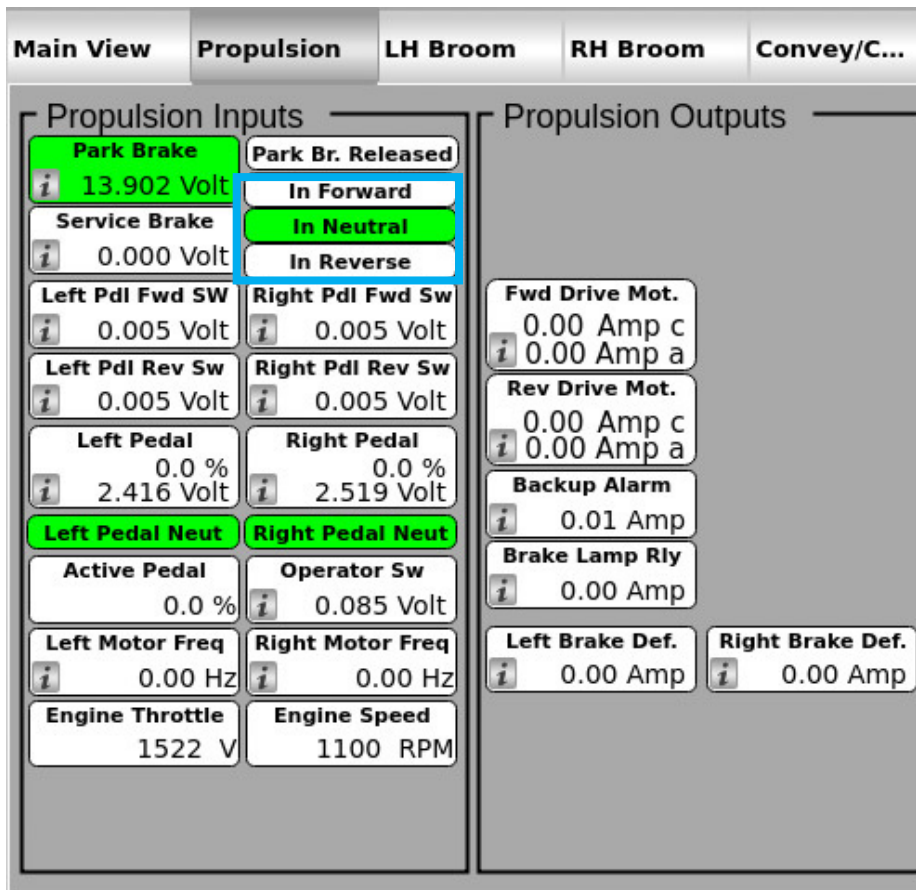 Main View Propulsion LH Broom RH Broom Convey/C...
Propulsion Inputs
Park Brake
i 13.902 Volt
Park Br. Released
In Forward
In Neutral
In Reverse
Service Brake
i 0.000 Volt
Left Pdl Fwd SW
i 0.005 Volt
Right Pdl Fwd Sw
i 0.005 Volt
Left Pdl Rev Sw
i 0.005 Volt
Right Pdl Rev Sw
i 0.005 Volt
Left Pedal
0.0 %
i 2.416 Volt
Right Pedal
0.0 %
i 2.519 Volt
Left Pedal Neut
Right Pedal Neut
Active Pedal
0.0 %
Operator Sw
i 0.085 Volt
Left Motor Freq
i 0.00 Hz
Right Motor Freq
i 0.00 Hz
Engine Throttle
1522 V
Engine Speed
1100 RPM
Propulsion Outputs
Fwd Drive Mot.
0.00 Amp c
i 0.00 Amp a
Rev Drive Mot.
0.00 Amp c
i 0.00 Amp a
Backup Alarm
i 0.01 Amp
Brake Lamp Rly
i 0.00 Amp
Left Brake Def.
i 0.00 Amp
Right Brake Def.
i 0.00 Amp